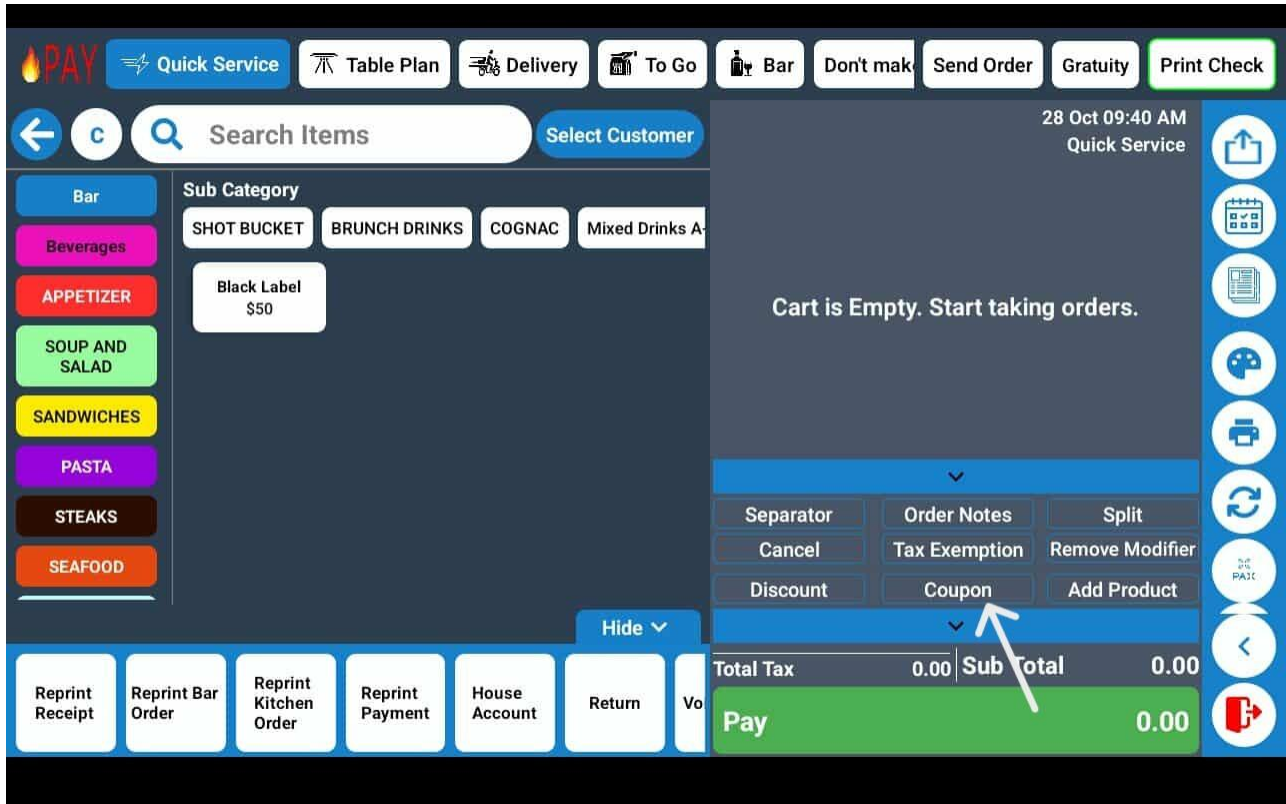 PAY
Quick Service
Table Plan
Delivery
To Go
Bar
Don't mak
Send Order
Gratuity
Print Check
C
Search Items
Select Customer
28 Oct 09:40 AM
Quick Service
Bar
Beverages
APPETIZER
SOUP AND
SALAD
SANDWICHES
PASTA
STEAKS
SEAFOOD
Sub Category
SHOT BUCKET
BRUNCH DRINKS
COGNAC
Mixed Drinks A-
Black Label
$50
Cart is Empty. Start taking orders.
Separator
Order Notes
Split
Cancel
Tax Exemption
Remove Modifier
Discount
Coupon
Add Product
PAX
Hide
Total Tax 0.00
Sub Total 0.00
Pay 0.00
Reprint
Receipt
Reprint Bar
Order
Reprint
Kitchen
Order
Reprint
Payment
House
Account
Return
Vo